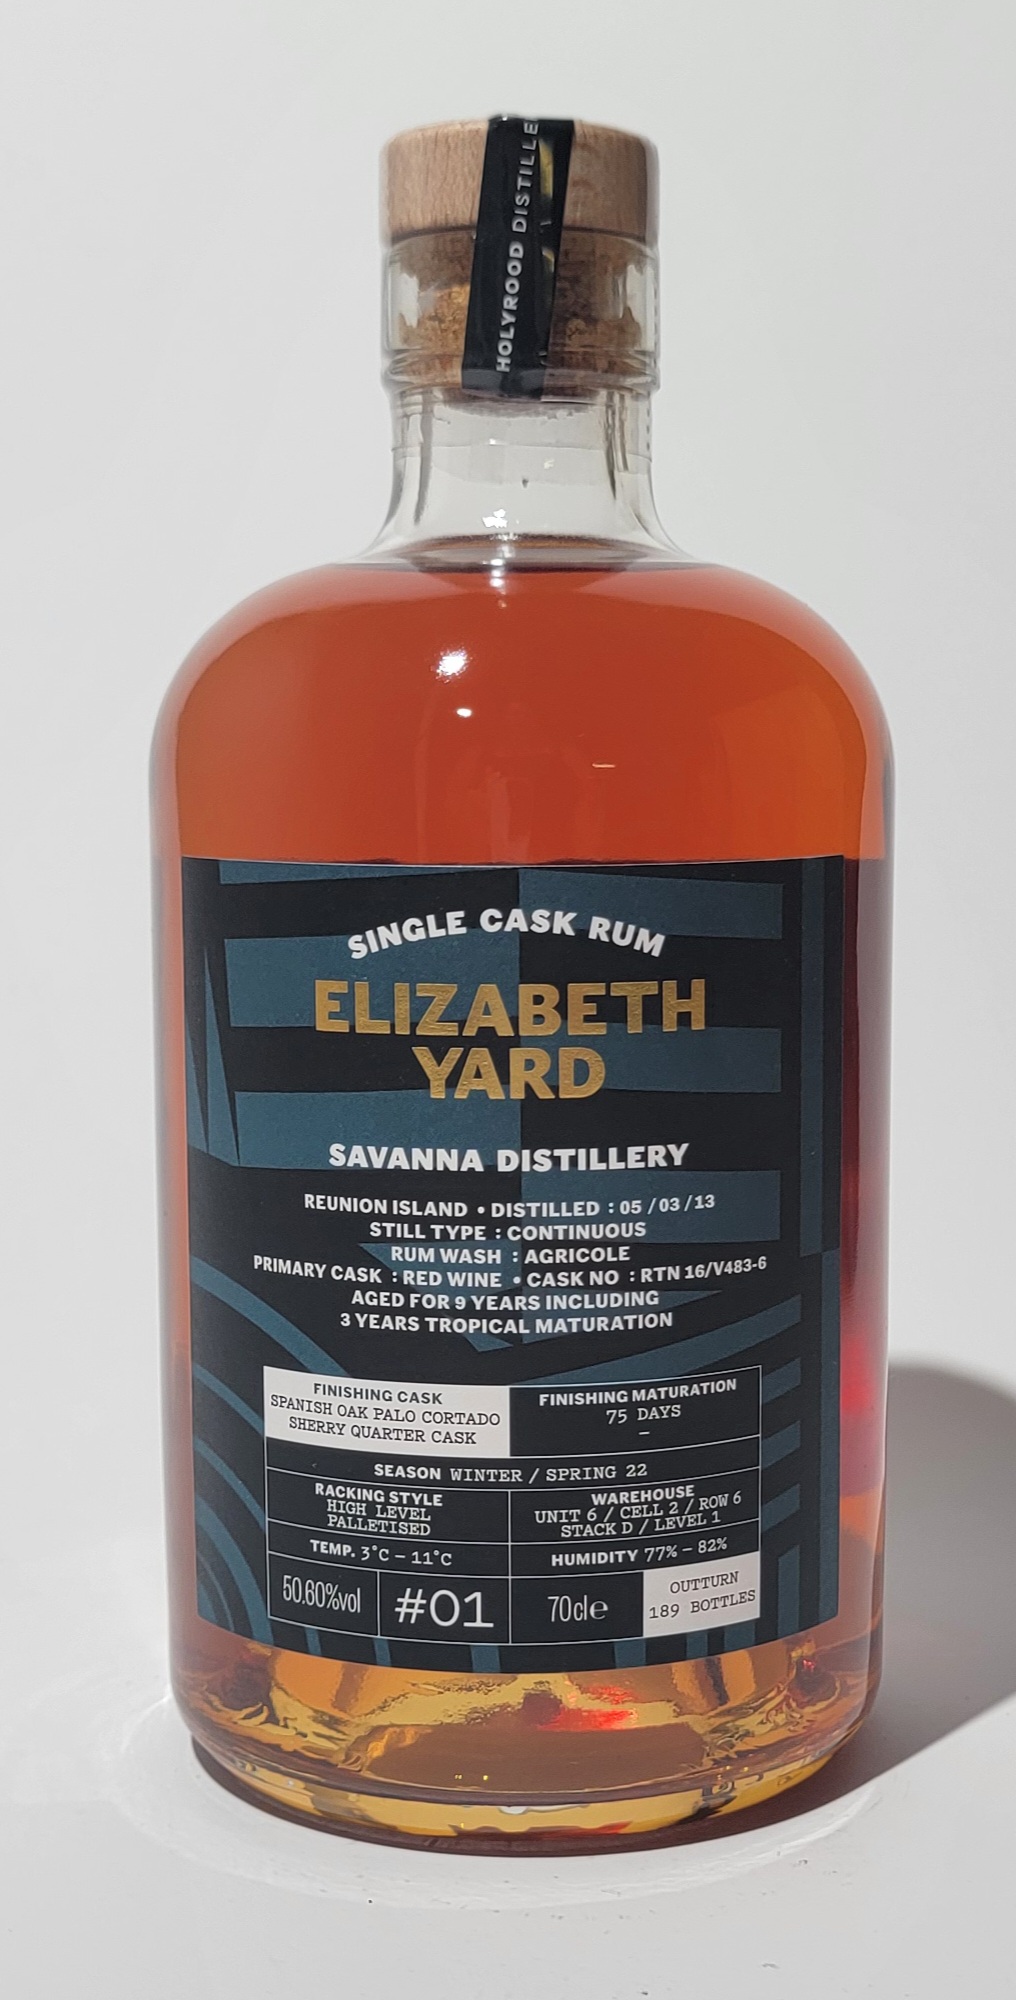 HOLYROOD DISTILLE
SINGLE CASK RUM
ELIZABETH
YARD
SAVANNA DISTILLERY
REUNION ISLAND • DISTILLED : 05 / 03 / 13
STILL TYPE : CONTINUOUS
RUM WASH : AGRICOLE
PRIMARY CASK : RED WINE • CASK NO : RTN 16/V483-6
AGED FOR 9 YEARS INCLUDING
3 YEARS TROPICAL MATURATION
FINISHING CASK
SPANISH OAK PALO CORTADO
SHERRY QUARTER CASK
FINISHING MATURATION
75 DAYS
–
SEASON WINTER / SPRING 22
RACKING STYLE
HIGH LEVEL
PALLETISED
WAREHOUSE
UNIT 6 / CELL 2 / ROW 6
STACK D / LEVEL 1
TEMP. 3°C – 11°C
HUMIDITY 77% – 82%
50.60%vol
#01
70cl℮
OUTTURN
189 BOTTLES